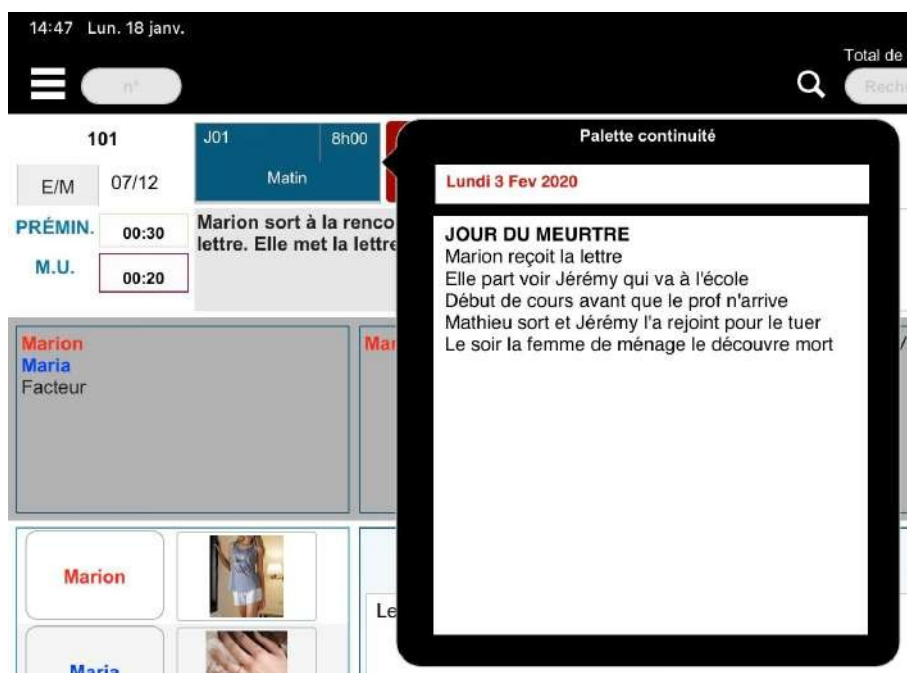 14:47 Lun. 18 janv.
Total de
n°
101
J01
8h00
Matin
E/M
07/12
PRÉMIN.
00:30
M.U.
00:20
Marion sort à la renco
lettre. Elle met la lettre
Palette continuité
Lundi 3 Fev 2020
JOUR DU MEURTRE
Marion reçoit la lettre
Elle part voir Jérémy qui va à l'école
Début de cours avant que le prof n'arrive
Mathieu sort et Jérémy l'a rejoint pour le tuer
Le soir la femme de ménage le découvre mort
Marion
Maria
Facteur
Mar
Marion
Le
Maria